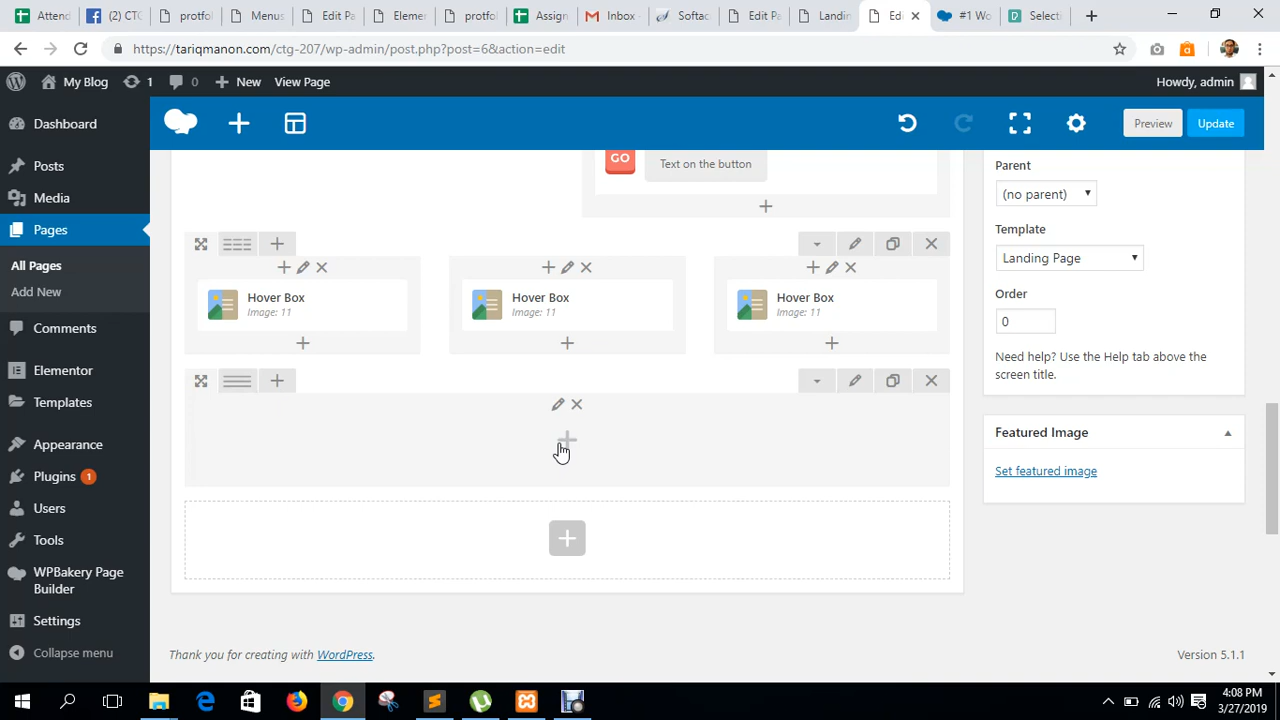 Attend
(2) CTG
protfol
Menus
Edit Pa
Elemen
protfol
Assign
Inbox
Softac
Edit Pa
Landin
Edi
#1 Wo
Selecti
https://tariqmanon.com/ctg-207/wp-admin/post.php?post=6&action=edit
My Blog 1 0 New View Page Howdy, admin
Dashboard
Posts
Media
Pages
All Pages
Add New
Comments
Elementor
Templates
Appearance
Plugins 1
Users
Tools
WPBakery Page
Builder
Settings
Collapse menu
Preview Update
GO Text on the button
Hover Box
Image: 11
Hover Box
Image: 11
Hover Box
Image: 11
Parent
(no parent)
Template
Landing Page
Order
0
Need help? Use the Help tab above the
screen title.
Featured Image
Set featured image
Thank you for creating with WordPress.
Version 5.1.1
4:08 PM
3/27/2019